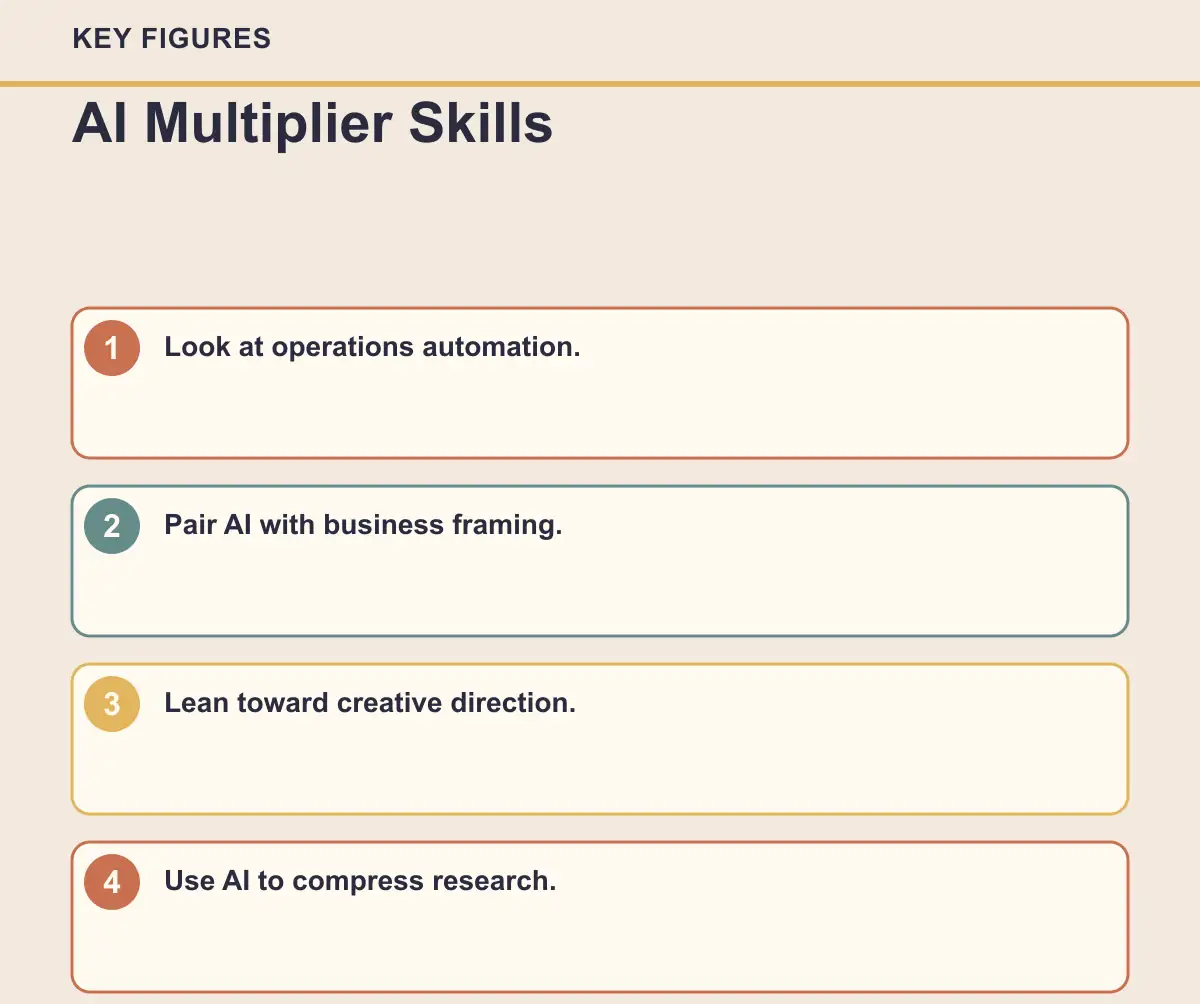 KEY FIGURES
AI Multiplier Skills
1 Look at operations automation.
2 Pair AI with business framing.
3 Lean toward creative direction.
4 Use AI to compress research.